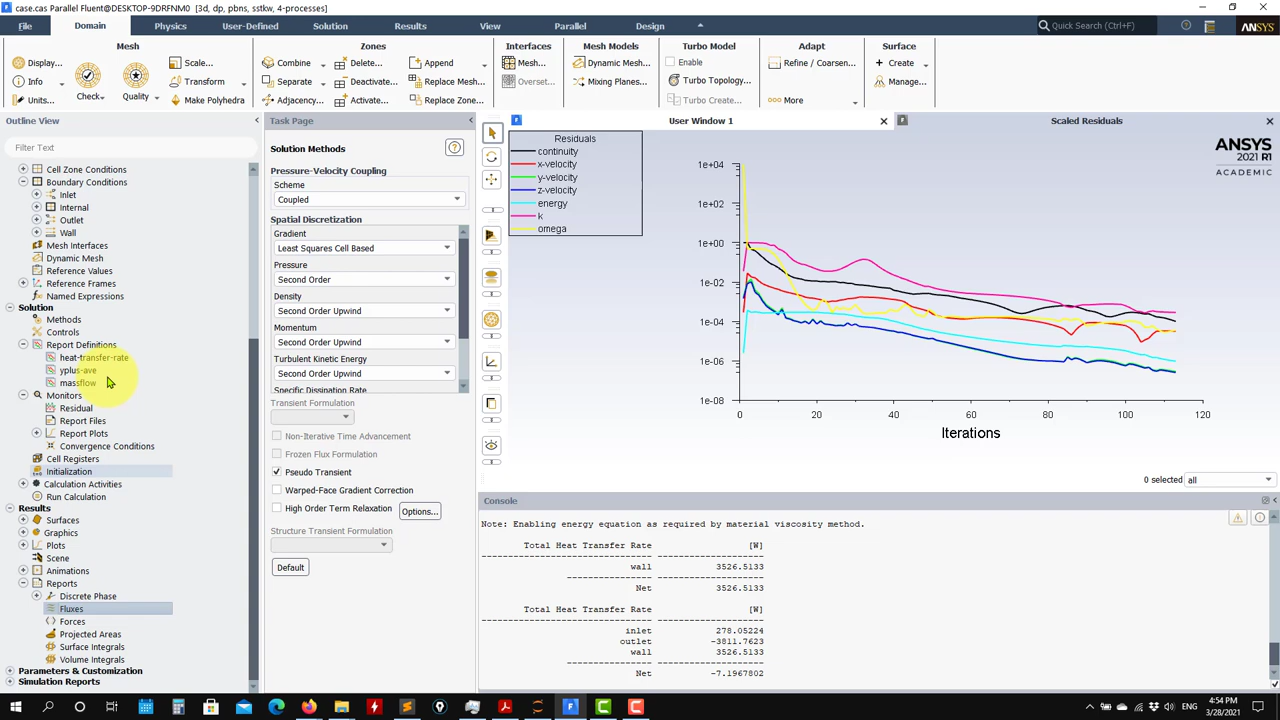 case.cas Parallel Fluent@DESKTOP-9DRFNM0 [3d, dp, pbns, sstkw, 4-processes]
File Domain Physics User-Defined Solution Results View Parallel Design Quick Search (Ctrl+F) ANSYS
Mesh Zones Interfaces Mesh Models Turbo Model Adapt Surface
Display... Scale... Combine Delete... Append Mesh... Dynamic Mesh... Enable Refine / Coarsen... Create
Info Transform Separate Deactivate... Replace Mesh... Overset... Mixing Planes... Turbo Topology... Manage...
Units... Check Quality Make Polyhedra Adjacency... Activate... Replace Zone... Turbo Create... More
Outline View
Filter Text
Cell Zone Conditions
Boundary Conditions
Inlet
Internal
Outlet
Wall
Mesh Interfaces
Dynamic Mesh
Reference Values
Reference Frames
Named Expressions
Solution
Methods
Controls
Report Definitions
heat-transfer-rate
yplus-ave
massflow
Monitors
Residual
Report Files
Report Plots
Convergence Conditions
Cell Registers
Initialization
Calculation Activities
Run Calculation
Results
Surfaces
Graphics
Plots
Scene
Animations
Reports
Discrete Phase
Fluxes
Forces
Projected Areas
Surface Integrals
Volume Integrals
Parameters & Customization
Simulation Reports
Task Page
Solution Methods
Pressure-Velocity Coupling
Scheme
Coupled
Spatial Discretization
Gradient
Least Squares Cell Based
Pressure
Second Order
Density
Second Order Upwind
Momentum
Second Order Upwind
Turbulent Kinetic Energy
Second Order Upwind
Specific Dissipation Rate
Transient Formulation
Non-Iterative Time Advancement
Frozen Flux Formulation
Pseudo Transient
Warped-Face Gradient Correction
High Order Term Relaxation Options...
Structure Transient Formulation
Default
User Window 1 Scaled Residuals
Residuals
continuity
x-velocity
y-velocity
z-velocity
energy
k
omega
ANSYS
2021 R1
ACADEMIC
1e+04
1e+02
1e+00
1e-02
1e-04
1e-06
1e-08
0 20 40 60 80 100 120
Iterations
0 selected all
Console
Note: Enabling energy equation as required by material viscosity method.
Total Heat Transfer Rate [W]
wall 3526.5133
Net 3526.5133
Total Heat Transfer Rate [W]
inlet 278.05224
outlet -3811.7623
wall 3526.5133
Net -7.1967802
ENG 4:54 PM
3/28/2021